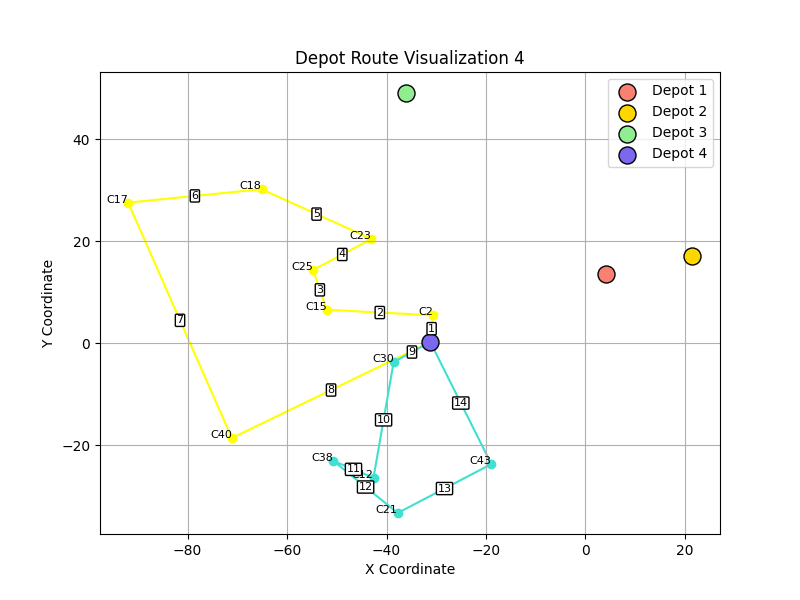 Depot Route Visualization 4
Depot 1
Depot 2
Depot 3
Depot 4
Y Coordinate
40
20
0
−20
−80
−60
−40
−20
0
20
X Coordinate
C17
C18
C23
C25
C15
C2
C30
C40
C38
C12
C21
C43
1
2
3
4
5
6
7
8
9
10
11
12
13
14